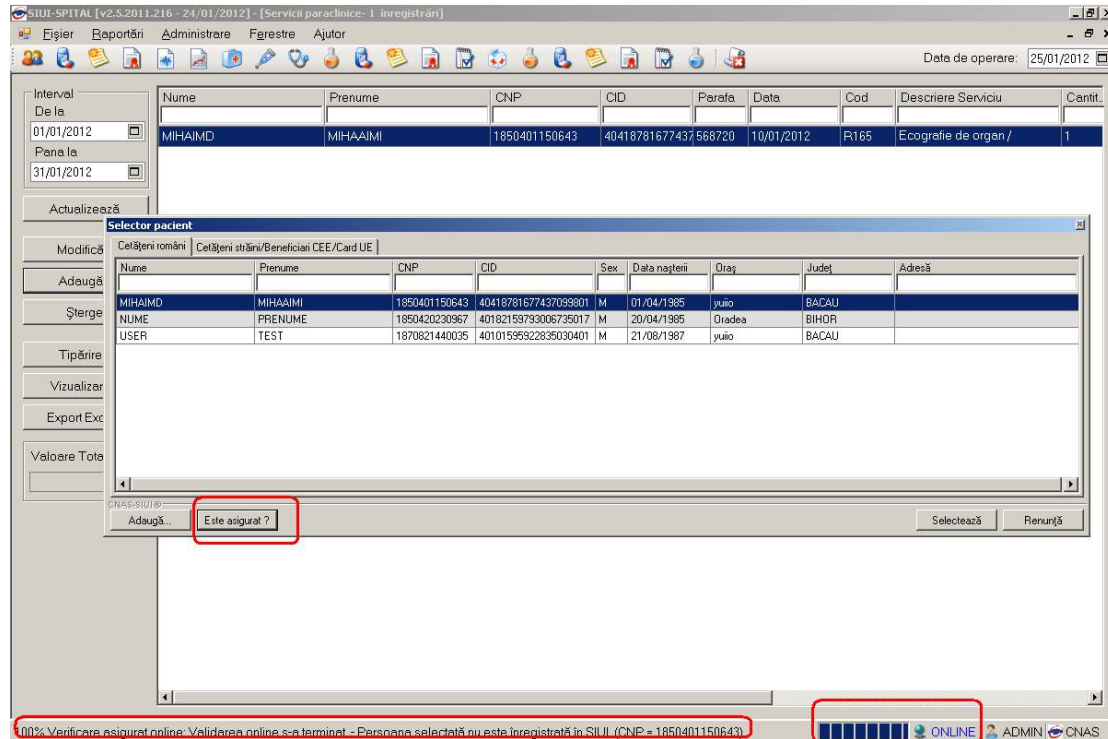 SIUI-SPITAL [v2.5.2011.216 - 24/01/2012] - [Servicii paraclinice- 1 inregistrări]
Fişier Raportări Administrare Ferestre Ajutor
Data de operare: 25/01/2012
Interval
De la
01/01/2012
Pana la
31/01/2012
Actualizează
Modifică
Adaugă
Şterge
Tipărire
Vizualizar
Export Exc
Valoare Tota
Nume Prenume CNP CID Parafa Data Cod Descriere Serviciu Cantit.
MIHAIMD MIHAAIMI 1850401150643 40418781677437 568720 10/01/2012 R165 Ecografie de organ / 1
Selector pacient
Cetăţeni români Cetăţeni străini/Beneficiari CEE/Card UE
Nume Prenume CNP CID Sex Data naşterii Oraş Judeţ Adresă
MIHAIMD MIHAAIMI 1850401150643 40418781677437099801 M 01/04/1985 yuiio BACAU
NUME PRENUME 1850420230967 40182159793006735017 M 20/04/1985 Oradea BIHOR
USER TEST 1870821440035 40101595922835030401 M 21/08/1987 yuiio BACAU
CNAS-SIUI®
Adaugă... Este asigurat ? Selectează Renunţă
100% Verificare asigurat online: Validarea online s-a terminat - Persoana selectată nu este înregistrată în SIUI. (CNP = 1850401150643) ONLINE ADMIN CNAS